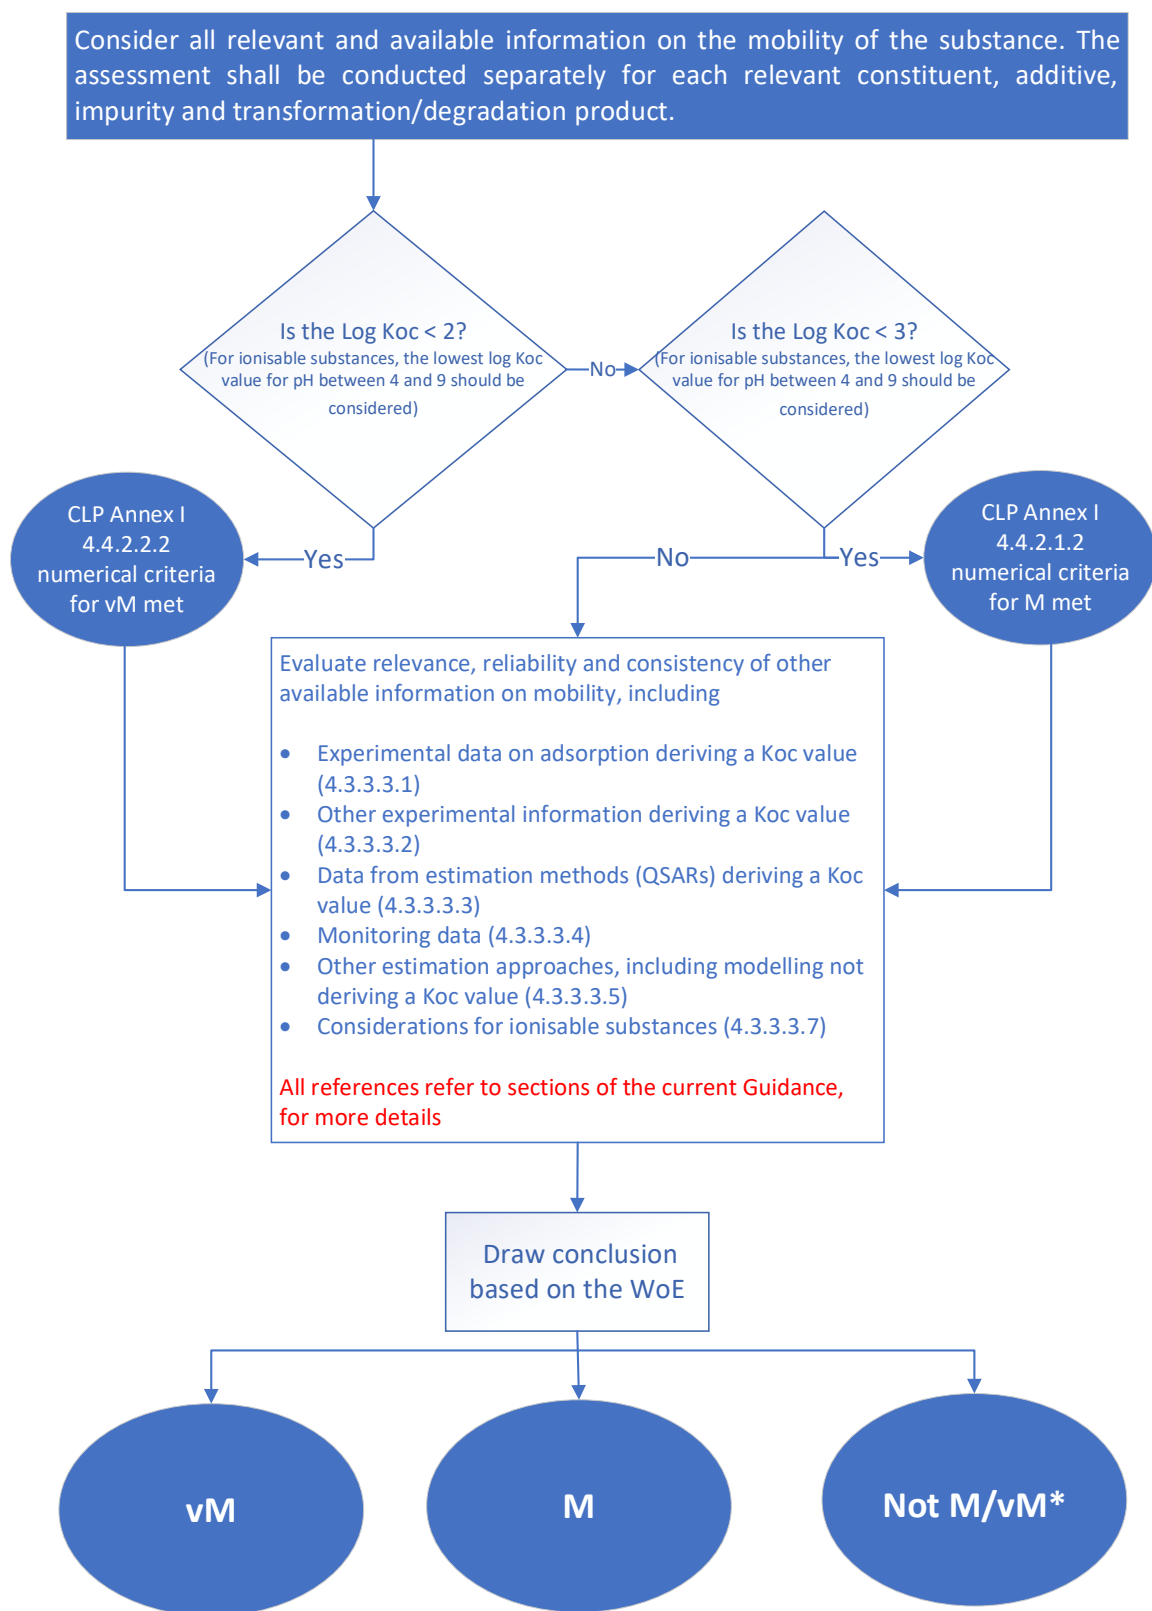 Consider all relevant and available information on the mobility of the substance. The
assessment shall be conducted separately for each relevant constituent, additive,
impurity and transformation/degradation product.
Is the Log Koc < 2?
(For ionisable substances, the lowest log Koc
value for pH between 4 and 9 should be
considered)
No
Is the Log Koc < 3?
(For ionisable substances, the lowest log Koc
value for pH between 4 and 9 should be
considered)
CLP Annex I
4.4.2.2.2
numerical criteria
for vM met
Yes
No
Yes
CLP Annex I
4.4.2.1.2
numerical criteria
for M met
Evaluate relevance, reliability and consistency of other
available information on mobility, including
• Experimental data on adsorption deriving a Koc value
(4.3.3.3.1)
• Other experimental information deriving a Koc value
(4.3.3.3.2)
• Data from estimation methods (QSARs) deriving a Koc
value (4.3.3.3.3)
• Monitoring data (4.3.3.3.4)
• Other estimation approaches, including modelling not
deriving a Koc value (4.3.3.3.5)
• Considerations for ionisable substances (4.3.3.3.7)
All references refer to sections of the current Guidance,
for more details
Draw conclusion
based on the WoE
vM
M
Not M/vM*